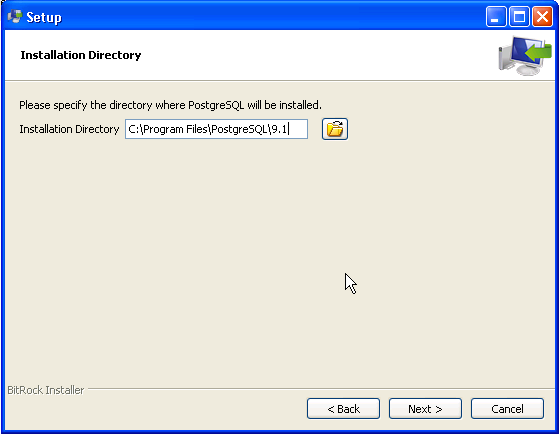 Setup
Installation Directory
Please specify the directory where PostgreSQL will be installed.
Installation Directory C:\Program Files\PostgreSQL\9.1
BitRock Installer
< Back Next > Cancel